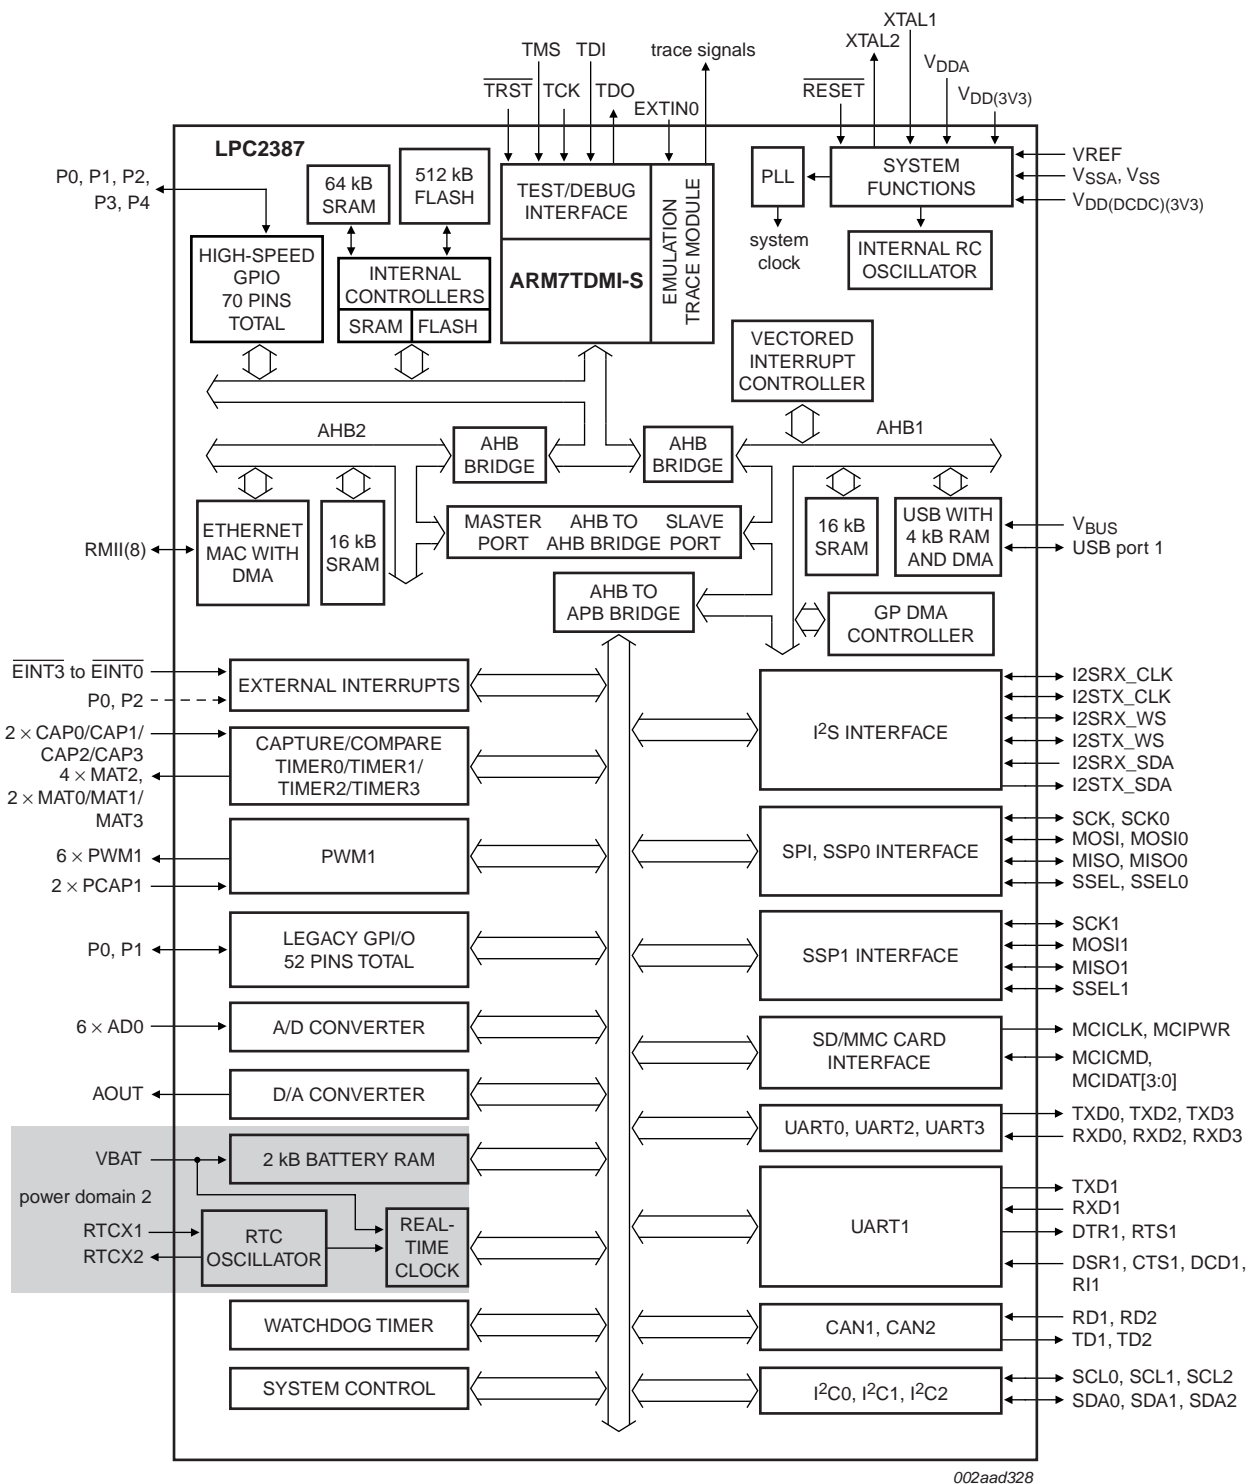 XTAL1
XTAL2
TMS TDI
trace signals
VDDA
TRST TCK TDO
RESET
VDD(3V3)
EXTIN0
LPC2387
P0, P1, P2,
P3, P4
64 kB
SRAM
512 kB
FLASH
TEST/DEBUG
INTERFACE
EMULATION
TRACE MODULE
PLL
SYSTEM
FUNCTIONS
VREF
VSSA, VSS
VDD(DCDC)(3V3)
system
clock
HIGH-SPEED
GPIO
70 PINS
TOTAL
INTERNAL
CONTROLLERS
SRAM FLASH
ARM7TDMI-S
INTERNAL RC
OSCILLATOR
VECTORED
INTERRUPT
CONTROLLER
AHB2
AHB
BRIDGE
AHB
BRIDGE
AHB1
ETHERNET
MAC WITH
DMA
16 kB
SRAM
MASTER
PORT
AHB TO
AHB BRIDGE
SLAVE
PORT
16 kB
SRAM
USB WITH
4 kB RAM
AND DMA
VBUS
USB port 1
RMII(8)
AHB TO
APB BRIDGE
GP DMA
CONTROLLER
EINT3 to EINT0
P0, P2
EXTERNAL INTERRUPTS
2 × CAP0/CAP1/
CAP2/CAP3
4 × MAT2,
2 × MAT0/MAT1/
MAT3
CAPTURE/COMPARE
TIMER0/TIMER1/
TIMER2/TIMER3
6 × PWM1
2 × PCAP1
PWM1
P0, P1
LEGACY GPI/O
52 PINS TOTAL
6 × AD0
A/D CONVERTER
AOUT
D/A CONVERTER
VBAT
2 kB BATTERY RAM
power domain 2
RTCX1
RTCX2
RTC
OSCILLATOR
REAL-
TIME
CLOCK
WATCHDOG TIMER
SYSTEM CONTROL
I2S INTERFACE
I2SRX_CLK
I2STX_CLK
I2SRX_WS
I2STX_WS
I2SRX_SDA
I2STX_SDA
SPI, SSP0 INTERFACE
SCK, SCK0
MOSI, MOSI0
MISO, MISO0
SSEL, SSEL0
SSP1 INTERFACE
SCK1
MOSI1
MISO1
SSEL1
SD/MMC CARD
INTERFACE
MCICLK, MCIPWR
MCICMD,
MCIDAT[3:0]
UART0, UART2, UART3
TXD0, TXD2, TXD3
RXD0, RXD2, RXD3
UART1
TXD1
RXD1
DTR1, RTS1
DSR1, CTS1, DCD1,
RI1
CAN1, CAN2
RD1, RD2
TD1, TD2
I2C0, I2C1, I2C2
SCL0, SCL1, SCL2
SDA0, SDA1, SDA2
002aad328